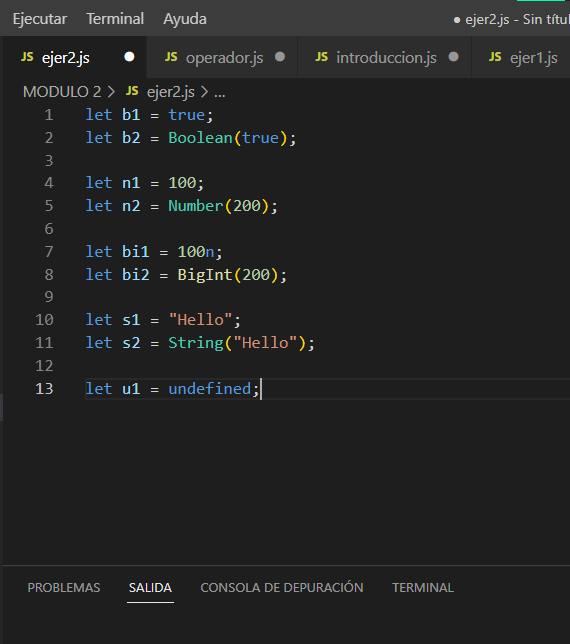 Ejecutar Terminal Ayuda ● ejer2.js - Sin títu
JS ejer2.js ● JS operador.js ● JS introduccion.js ● JS ejer1.js
MODULO 2 > JS ejer2.js > ...
1 let b1 = true;
2 let b2 = Boolean(true);
3
4 let n1 = 100;
5 let n2 = Number(200);
6
7 let bi1 = 100n;
8 let bi2 = BigInt(200);
9
10 let s1 = "Hello";
11 let s2 = String("Hello");
12
13 let u1 = undefined;
PROBLEMAS SALIDA CONSOLA DE DEPURACIÓN TERMINAL